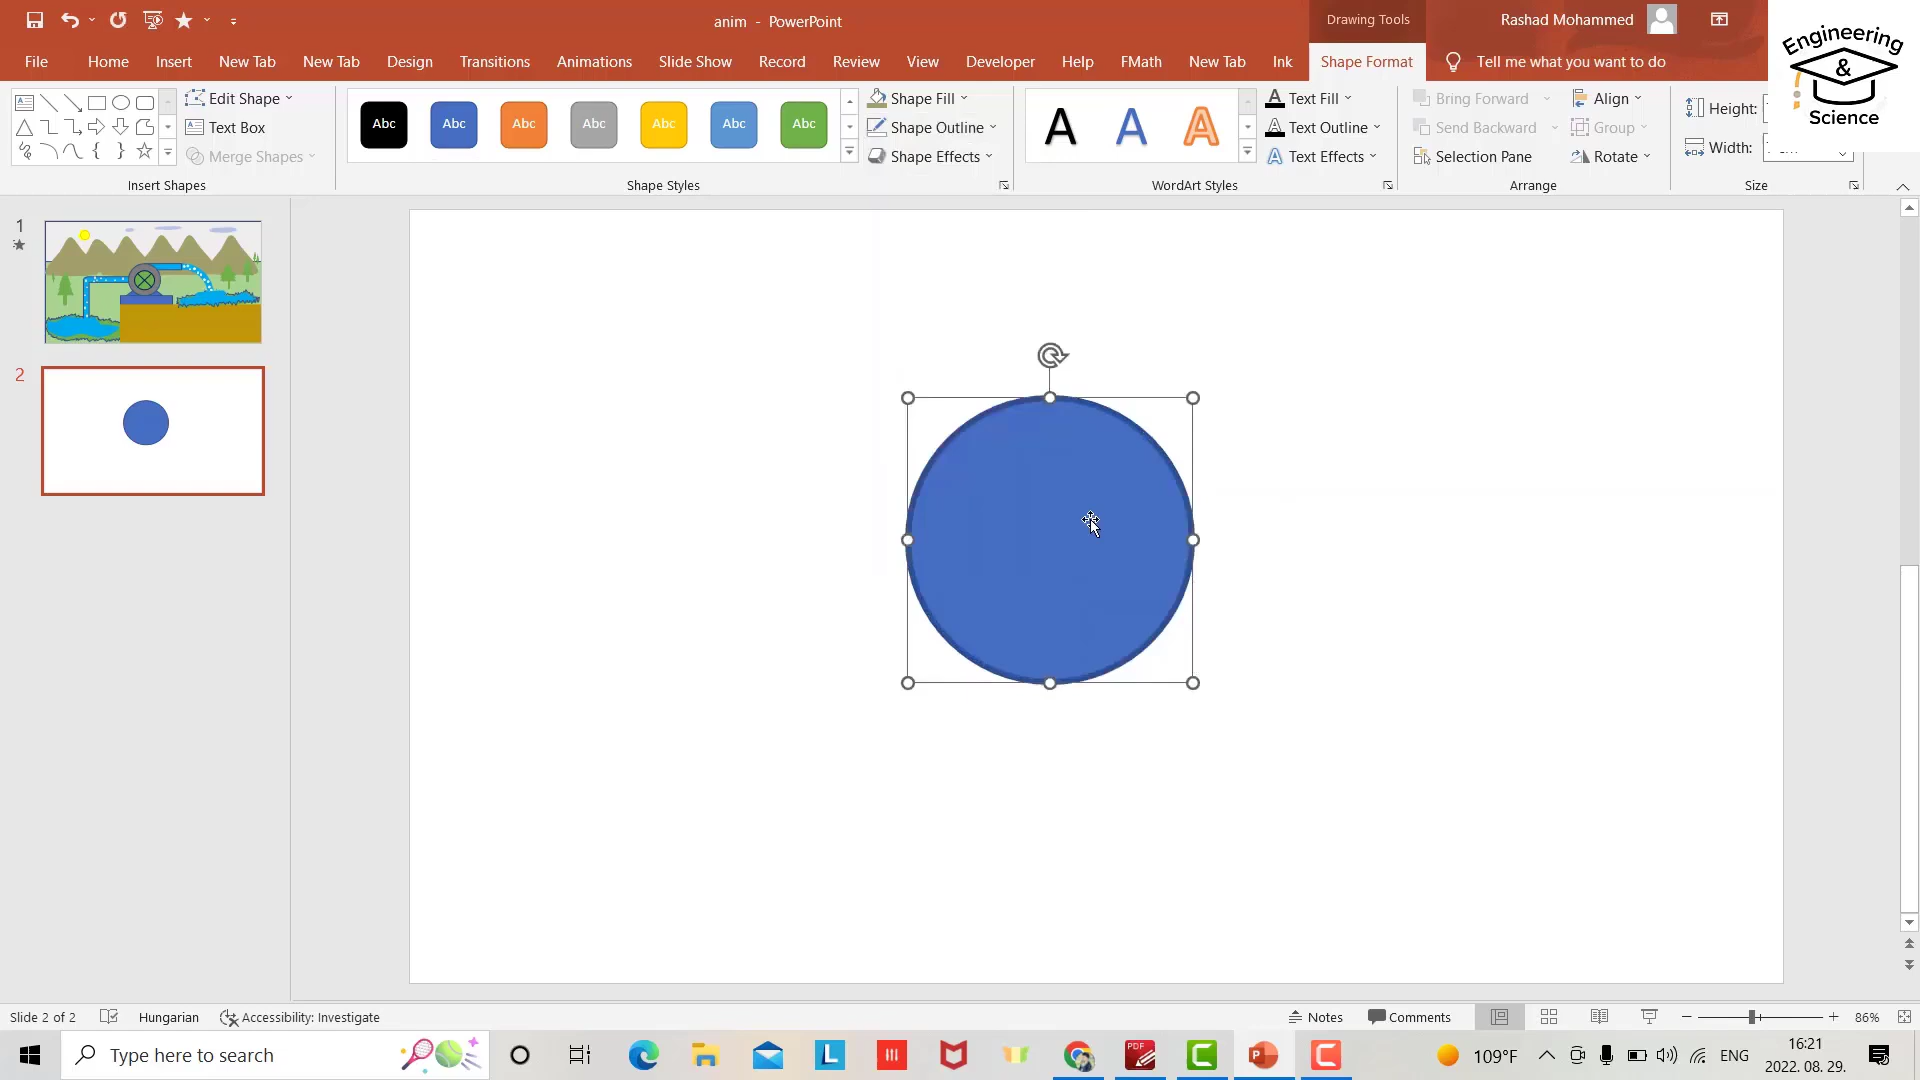 anim - PowerPoint
Drawing Tools
Rashad Mohammed
File
Home
Insert
New Tab
New Tab
Design
Transitions
Animations
Slide Show
Record
Review
View
Developer
Help
FMath
New Tab
Ink
Shape Format
Tell me what you want to do
Engineering
&
Science
Edit Shape
Text Box
Merge Shapes
Insert Shapes
Abc
Abc
Abc
Abc
Abc
Abc
Abc
Shape Fill
Shape Outline
Shape Effects
Shape Styles
A
A
A
Text Fill
Text Outline
Text Effects
WordArt Styles
Bring Forward
Send Backward
Selection Pane
Align
Group
Rotate
Arrange
Height:
Width:
Size
1
2
Slide 2 of 2
Hungarian
Accessibility: Investigate
Notes
Comments
86%
Type here to search
L
PDF
C
P
C
109°F
ENG
16:21
2022. 08. 29.